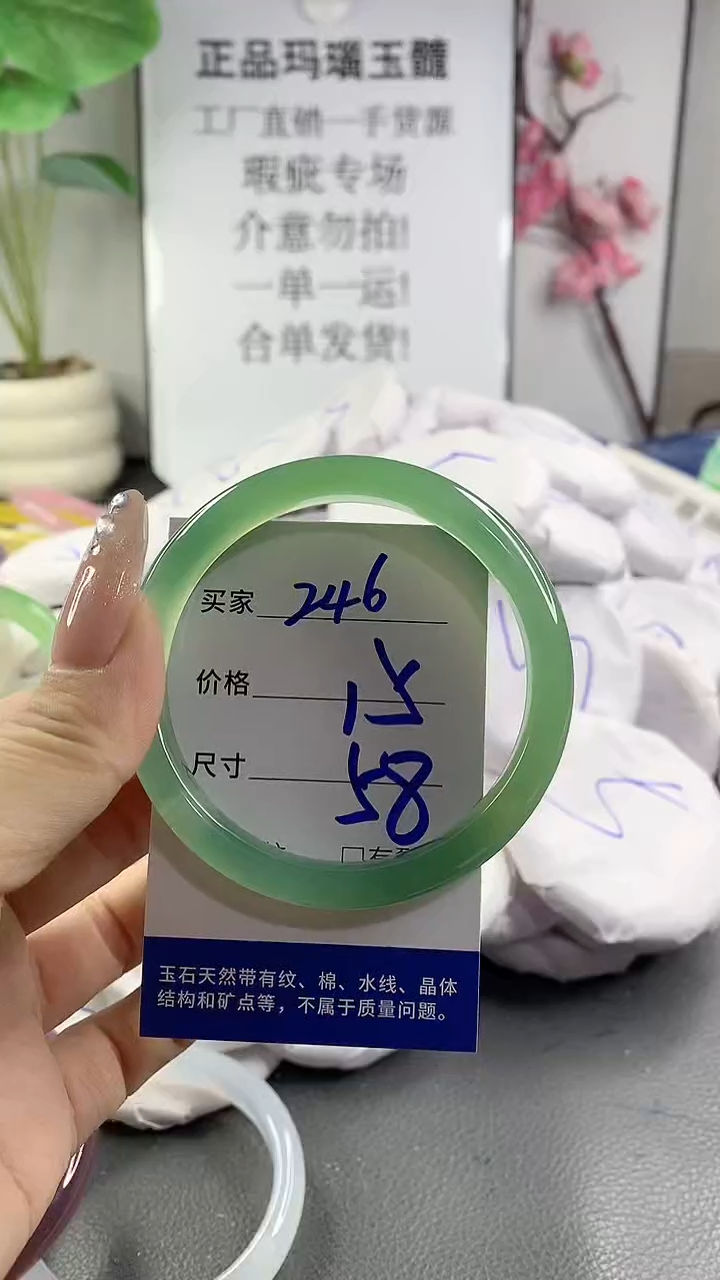 正品玛瑙玉髓
工厂直销一手货源
瑕疵专场
介意勿拍!
一单一运!
合单发货!
买家 246
价格 15
尺寸 58
玉石天然带有纹、棉、水线、晶体
结构和矿点等，不属于质量问题。